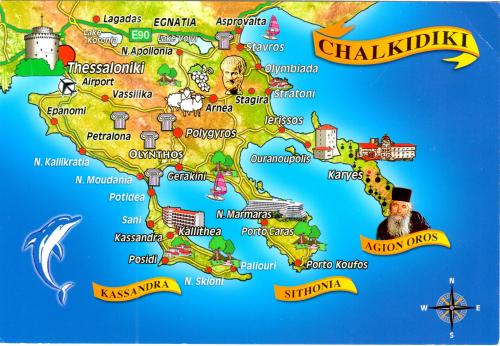 CHALKIDIKI
Lagadas
EGNATIA
Asprovalta
Lake
Koronia
E90
Lake Volvi
Stavros
N. Apollonia
Thessaloniki
Olymbiada
Airport
Vassilika
Arnea
Stagira
Stratoni
Epanomi
Petralona
Polygyros
Ierissos
OLYNTHOS
N. Kallikratia
Ouranoupolis
N. Moudania
Gerakini
Karyes
Potidea
Sani
N. Marmaras
Kassandra
Kallithea
Porto Caras
AGION OROS
Posidi
Paliouri
Porto Koufos
N. Skioni
KASSANDRA
SITHONIA
N
W
E
S